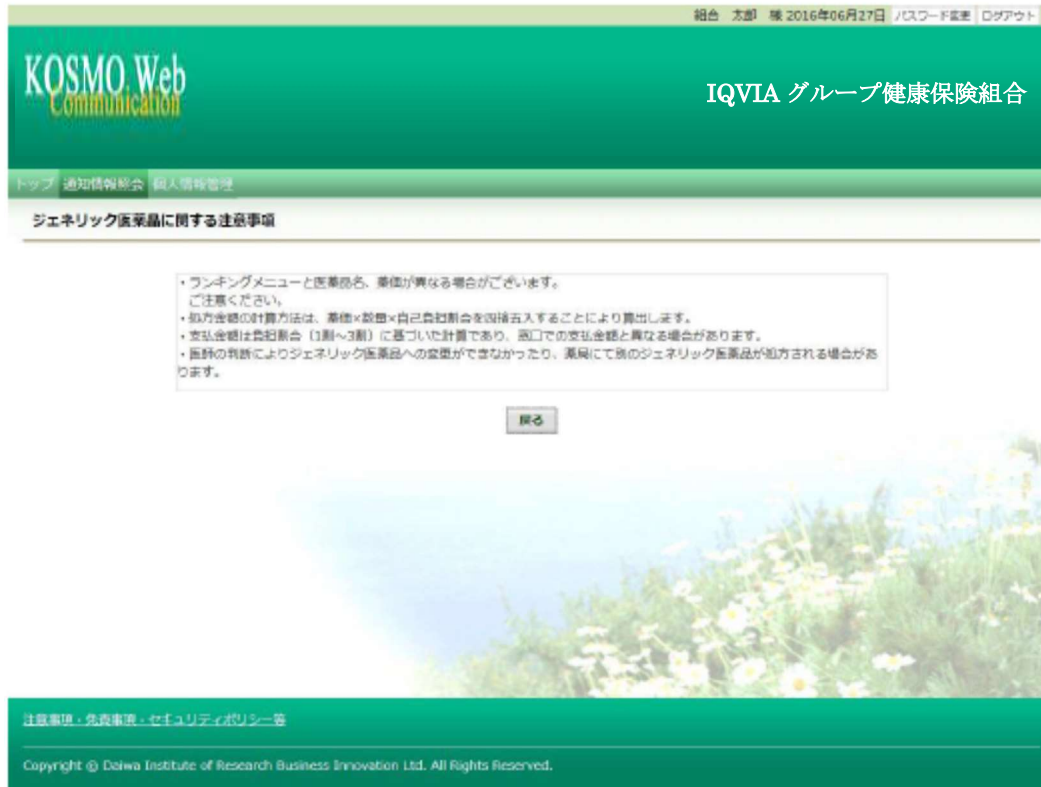 組合 太郎 様 2016年06月27日 パスワード変更 ログアウト
KOSMO Web
Communication
IQVIA グループ健康保険組合
トップ 通知情報照会 個人情報管理
ジェネリック医薬品に関する注意事項
・ランキングメニューと医薬品名、薬価が異なる場合がございます。
ご注意ください。
・処方金額の計算方法は、薬価×数量×自己負担割合を四捨五入することにより算出します。
・支払金額は負担割合（1割～3割）に基づいた計算であり、窓口での支払金額と異なる場合があります。
・医師の判断によりジェネリック医薬品への変更ができなかったり、薬局にて別のジェネリック医薬品が処方される場合があ
ります。
戻る
注意事項・免責事項・セキュリティポリシー等
Copyright © Daiwa Institute of Research Business Innovation Ltd. All Rights Reserved.